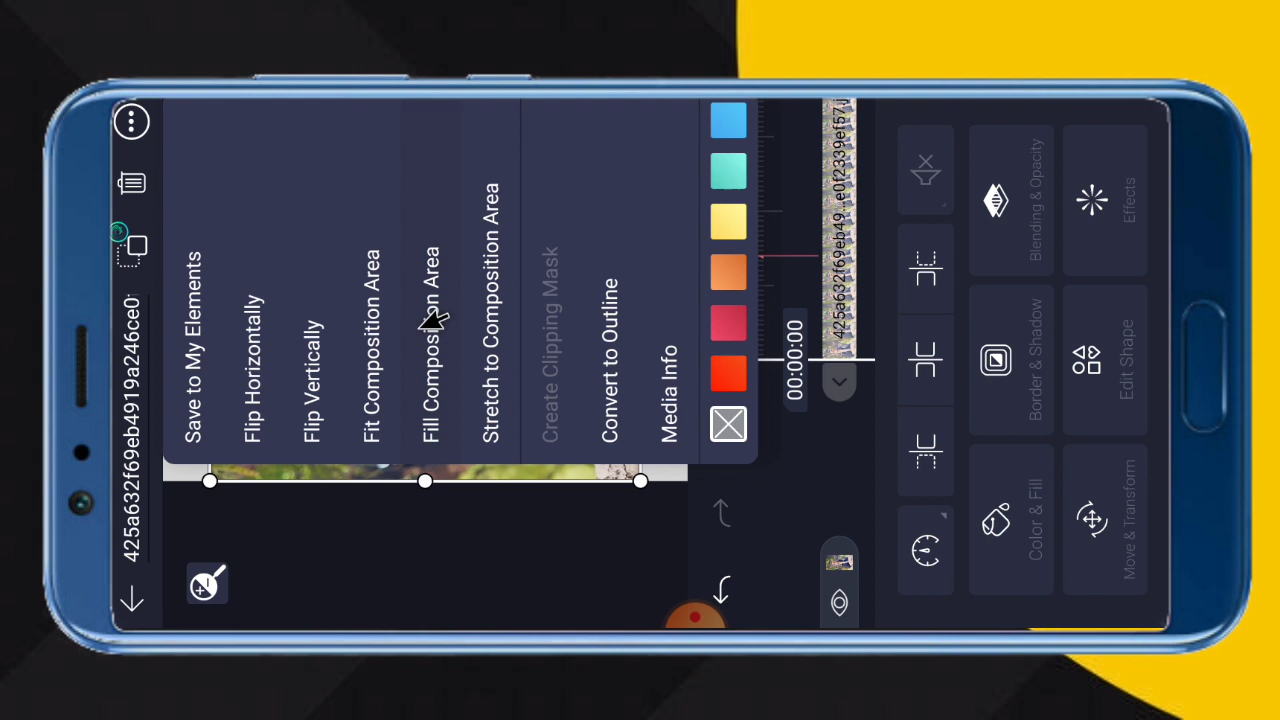 425a632f69eb4919a246ce0
Save to My Elements
Flip Horizontally
Flip Vertically
Fit Composition Area
Fill Composition Area
Stretch to Composition Area
Create Clipping Mask
Convert to Outline
Media Info
00:00:00
425a632f69eb49...e0f2339ef57
Color & Fill
Border & Shadow
Blending & Opacity
Move & Transform
Edit Shape
Effects